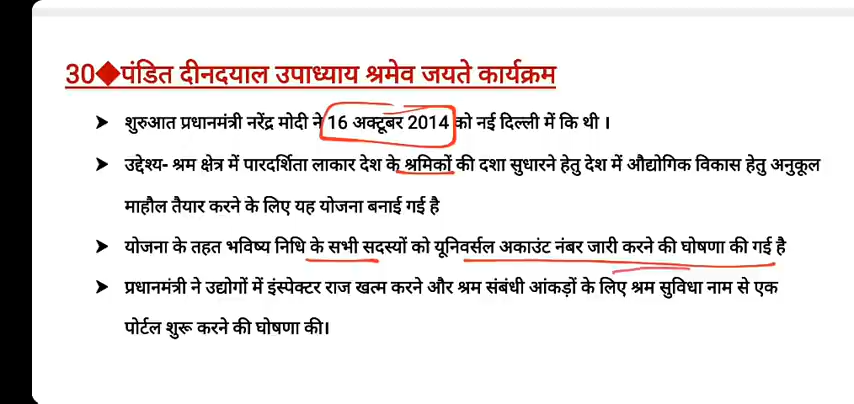 30◆पंडित दीनदयाल उपाध्याय श्रमेव जयते कार्यक्रम
➤ शुरुआत प्रधानमंत्री नरेंद्र मोदी ने 16 अक्टूबर 2014 को नई दिल्ली में कि थी ।
➤ उद्देश्य- श्रम क्षेत्र में पारदर्शिता लाकार देश के श्रमिकों की दशा सुधारने हेतु देश में औद्योगिक विकास हेतु अनुकूल
माहौल तैयार करने के लिए यह योजना बनाई गई है
➤ योजना के तहत भविष्य निधि के सभी सदस्यों को यूनिवर्सल अकाउंट नंबर जारी करने की घोषणा की गई है
➤ प्रधानमंत्री ने उद्योगों में इंस्पेक्टर राज खत्म करने और श्रम संबंधी आंकड़ों के लिए श्रम सुविधा नाम से एक
पोर्टल शुरू करने की घोषणा की।